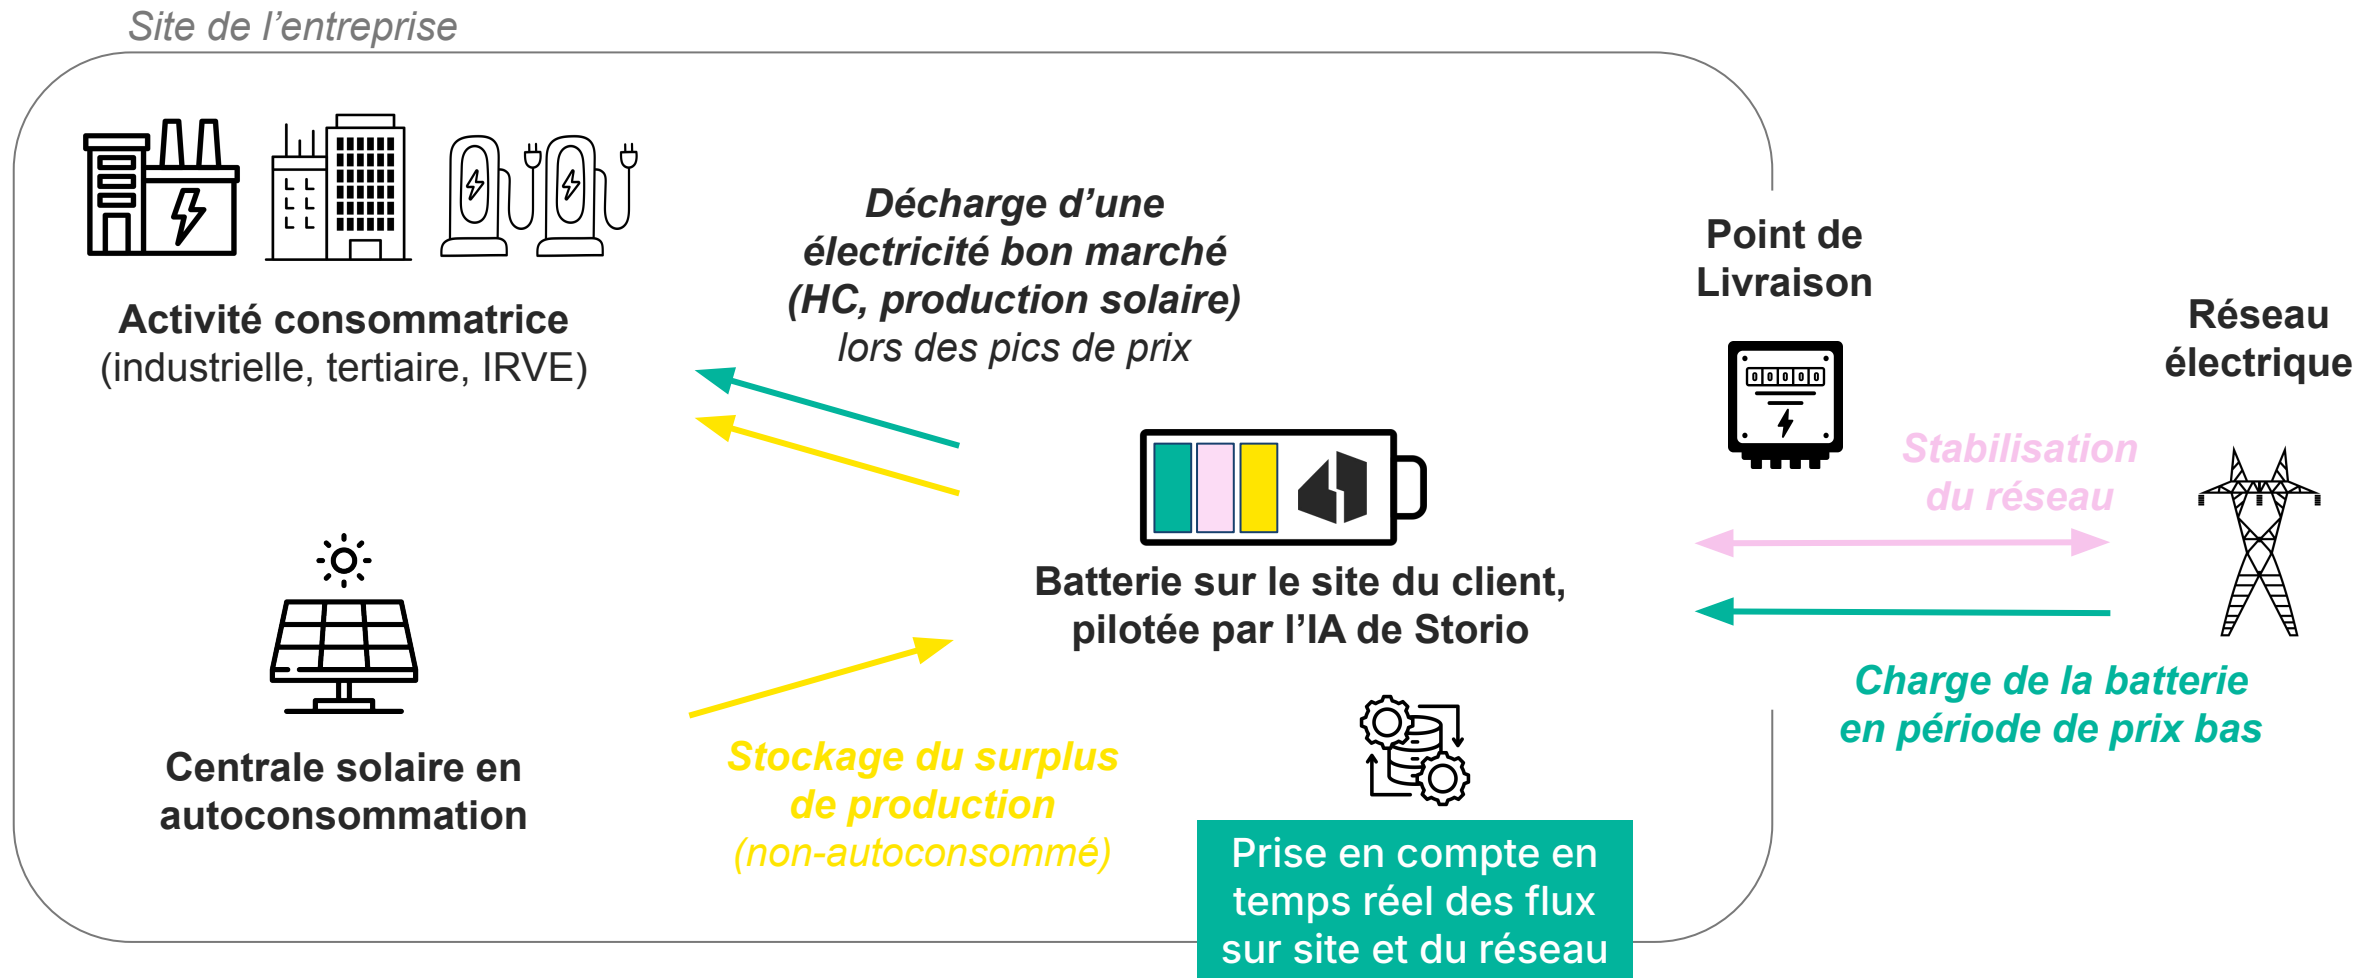 Site de l’entreprise
Activité consommatrice
(industrielle, tertiaire, IRVE)
Décharge d’une
électricité bon marché
(HC, production solaire)
lors des pics de prix
Point de
Livraison
00000
Réseau
électrique
Stabilisation
du réseau
Batterie sur le site du client,
pilotée par l’IA de Storio
Charge de la batterie
en période de prix bas
Centrale solaire en
autoconsommation
Stockage du surplus
de production
(non-autoconsommé)
Prise en compte en
temps réel des flux
sur site et du réseau